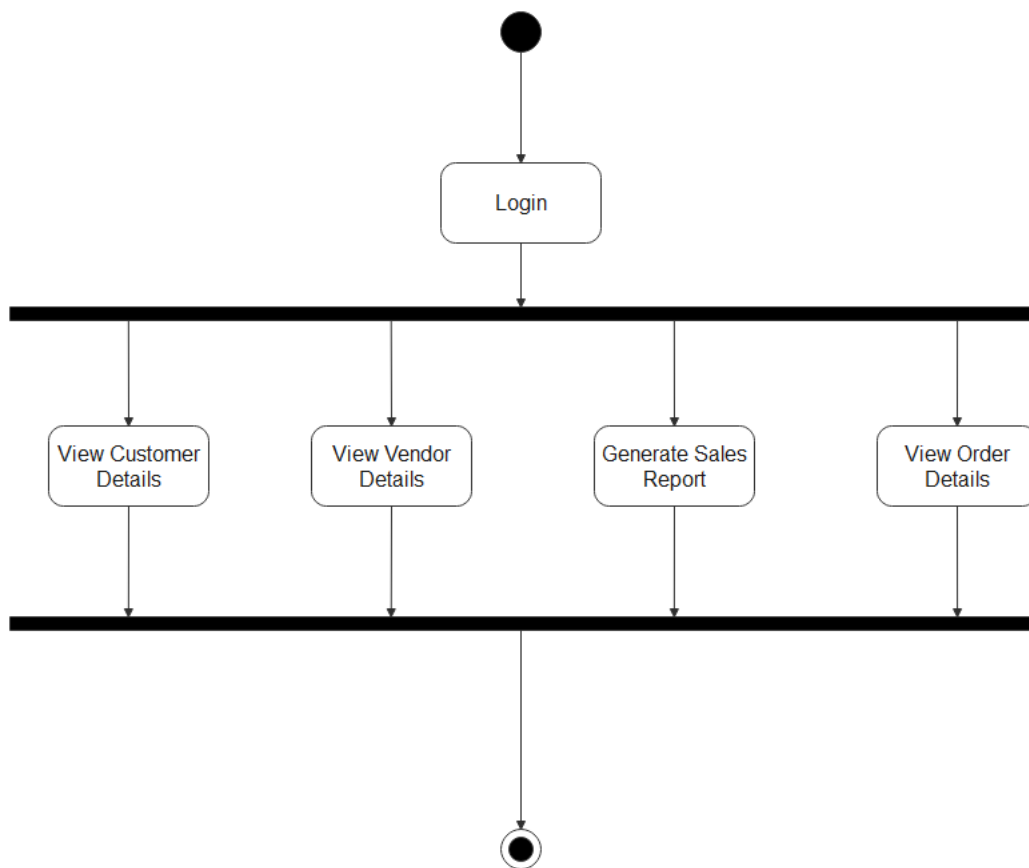 Login
View Customer
Details
View Vendor
Details
Generate Sales
Report
View Order
Details